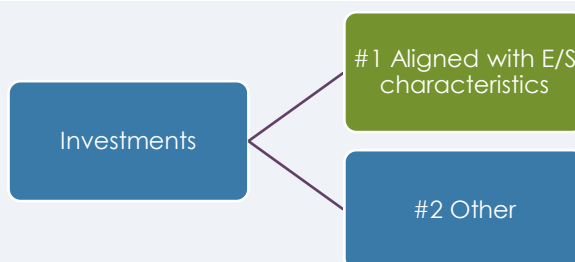 #1 Aligned with E/S
characteristics
Investments
#2 Other